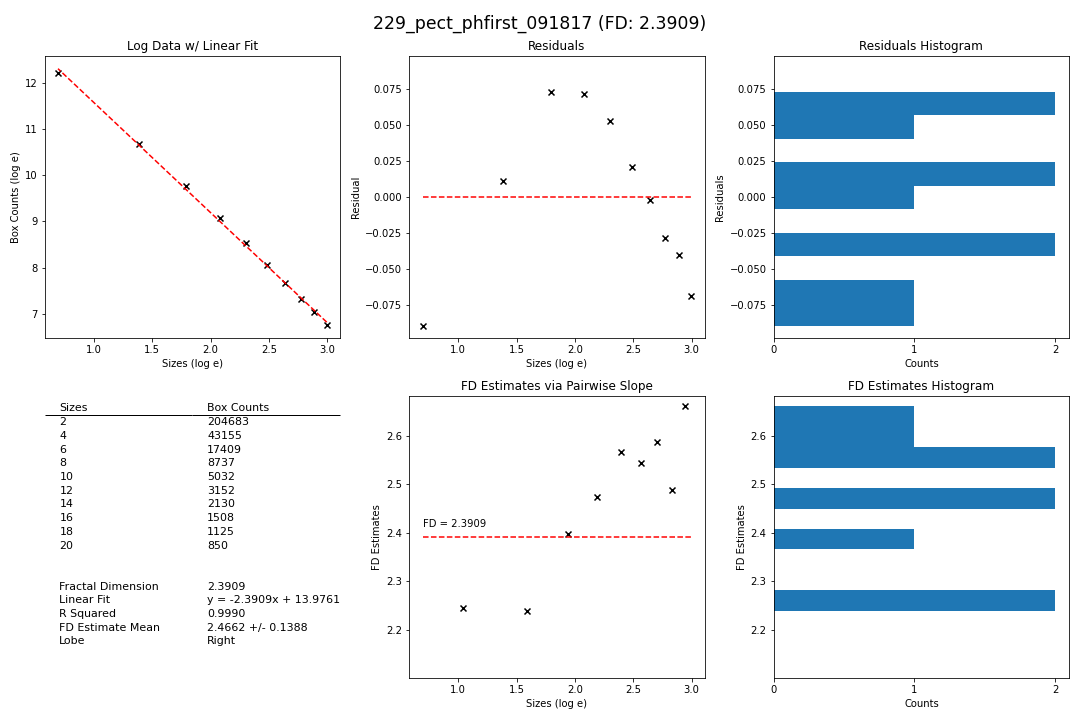 229_pect_phfirst_091817 (FD: 2.3909)
Log Data w/ Linear Fit
Box Counts (log e)
12
11
10
9
8
7
1.0 1.5 2.0 2.5 3.0
Sizes (log e)
Residuals
Residual
0.075
0.050
0.025
0.000
−0.025
−0.050
−0.075
1.0 1.5 2.0 2.5 3.0
Sizes (log e)
Residuals Histogram
Residuals
0.075
0.050
0.025
0.000
−0.025
−0.050
−0.075
0 1 2
Counts
Sizes Box Counts
2 204683
4 43155
6 17409
8 8737
10 5032
12 3152
14 2130
16 1508
18 1125
20 850
Fractal Dimension 2.3909
Linear Fit y = -2.3909x + 13.9761
R Squared 0.9990
FD Estimate Mean 2.4662 +/- 0.1388
Lobe Right
FD Estimates via Pairwise Slope
FD Estimates
2.6
2.5
2.4
2.3
2.2
FD = 2.3909
1.0 1.5 2.0 2.5 3.0
Sizes (log e)
FD Estimates Histogram
FD Estimates
2.6
2.5
2.4
2.3
2.2
0 1 2
Counts